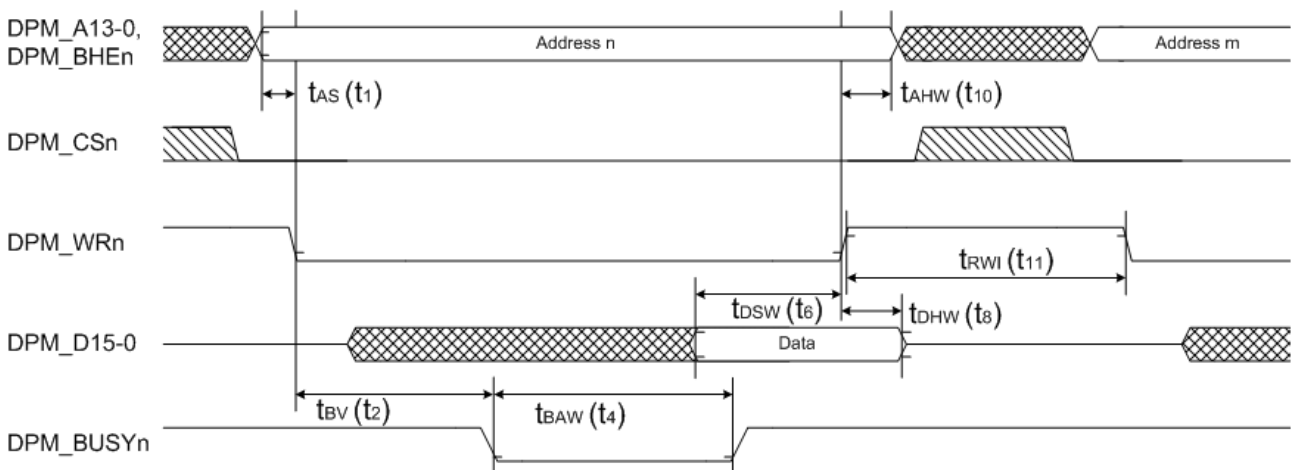 DPM_A13-0,
DPM_BHEn
Address n
Address m
tAS (t1)
tAHW (t10)
DPM_CSn
DPM_WRn
tRWI (t11)
tDSW (t6)
tDHW (t8)
DPM_D15-0
Data
tBV (t2)
tBAW (t4)
DPM_BUSYn